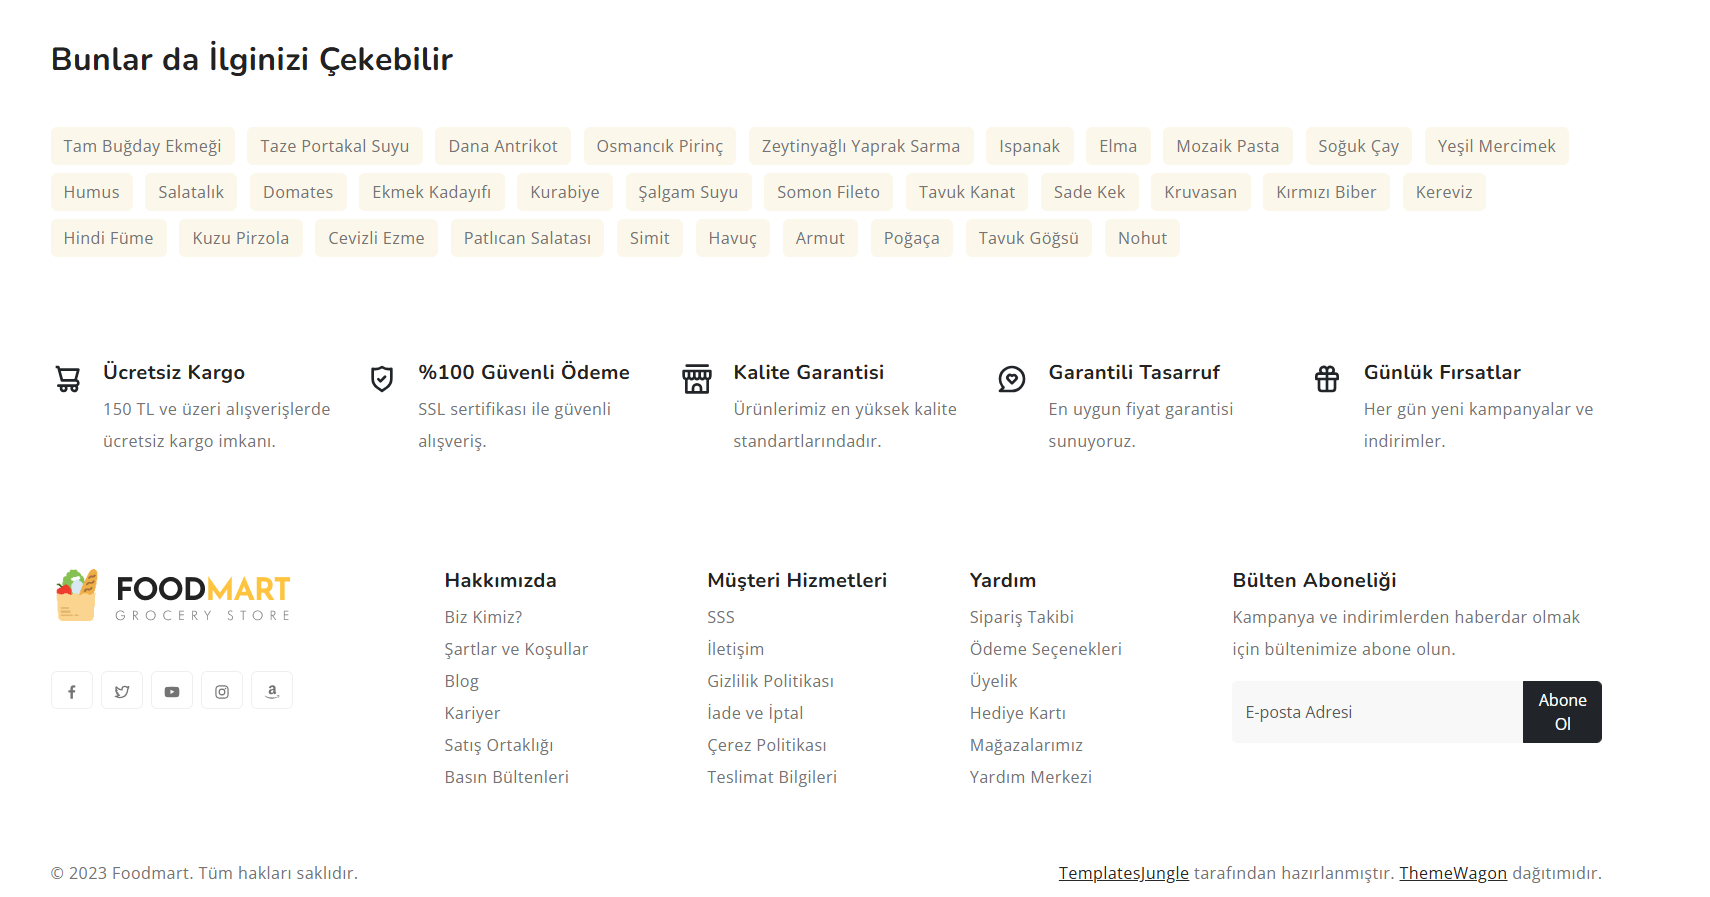 Bunlar da İlginizi Çekebilir
Tam Buğday Ekmeği Taze Portakal Suyu Dana Antrikot Osmancık Pirinç Zeytinyağlı Yaprak Sarma Ispanak Elma Mozaik Pasta Soğuk Çay Yeşil Mercimek
Humus Salatalık Domates Ekmek Kadayıfı Kurabiye Şalgam Suyu Somon Fileto Tavuk Kanat Sade Kek Kruvasan Kırmızı Biber Kereviz
Hindi Füme Kuzu Pirzola Cevizli Ezme Patlıcan Salatası Simit Havuç Armut Poğaça Tavuk Göğsü Nohut
Ücretsiz Kargo
150 TL ve üzeri alışverişlerde
ücretsiz kargo imkanı.
%100 Güvenli Ödeme
SSL sertifikası ile güvenli
alışveriş.
Kalite Garantisi
Ürünlerimiz en yüksek kalite
standartlarındadır.
Garantili Tasarruf
En uygun fiyat garantisi
sunuyoruz.
Günlük Fırsatlar
Her gün yeni kampanyalar ve
indirimler.
FOODMART
GROCERY STORE
Hakkımızda
Biz Kimiz?
Şartlar ve Koşullar
Blog
Kariyer
Satış Ortaklığı
Basın Bültenleri
Müşteri Hizmetleri
SSS
İletişim
Gizlilik Politikası
İade ve İptal
Çerez Politikası
Teslimat Bilgileri
Yardım
Sipariş Takibi
Ödeme Seçenekleri
Üyelik
Hediye Kartı
Mağazalarımız
Yardım Merkezi
Bülten Aboneliği
Kampanya ve indirimlerden haberdar olmak
için bültenimize abone olun.
E-posta Adresi
Abone
Ol
© 2023 Foodmart. Tüm hakları saklıdır.
TemplatesJungle tarafından hazırlanmıştır. ThemeWagon dağıtımıdır.